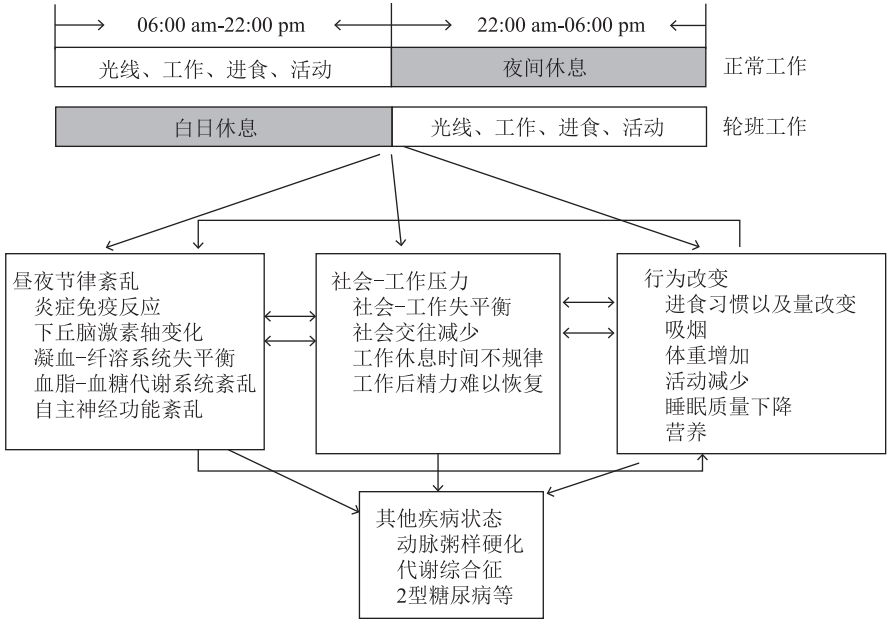 06:00 am-22:00 pm
22:00 am-06:00 pm
光线、工作、进食、活动
夜间休息
正常工作
白日休息
光线、工作、进食、活动
轮班工作
昼夜节律紊乱
炎症免疫反应
下丘脑激素轴变化
凝血-纤溶系统失平衡
血脂-血糖代谢系统紊乱
自主神经功能紊乱
社会-工作压力
社会-工作失平衡
社会交往减少
工作休息时间不规律
工作后精力难以恢复
行为改变
进食习惯以及量改变
吸烟
体重增加
活动减少
睡眠质量下降
营养
其他疾病状态
动脉粥样硬化
代谢综合征
2型糖尿病等